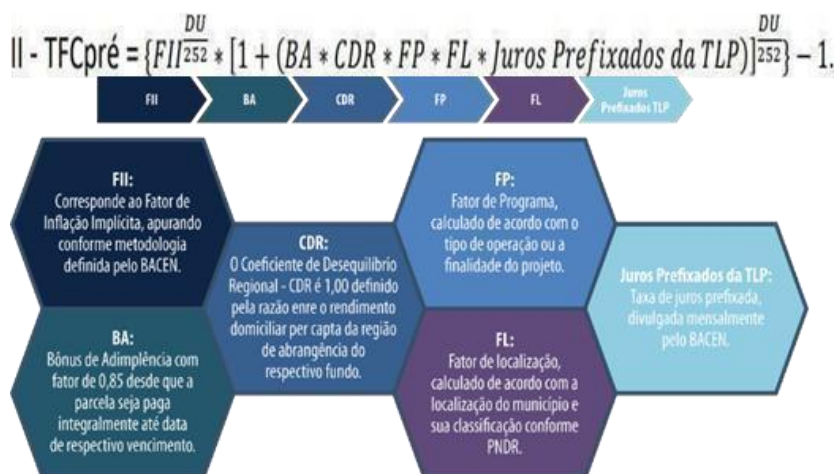 II - TFCpré = {FII^(DU/252) * [1 + (BA * CDR * FP * FL * Juros Prefixados da TLP)]^(DU/252)} − 1.
FII
BA
CDR
FP
FL
Juros
Prefixados TLP
FII:
Corresponde ao Fator de
Inflação Implícita, apurando
conforme metodologia
definida pelo BACEN.
BA:
Bônus de Adimplência com
fator de 0,85 desde que a
parcela seja paga
integralmente até data
de respectivo vencimento.
CDR:
O Coeficiente de Desequilíbrio
Regional - CDR é 1,00 definido
pela razão enre o rendimento
domiciliar per capta da região
de abrangência do
respectivo fundo.
FP:
Fator de Programa,
calculado de acordo com o
tipo de operação ou a
finalidade do projeto.
FL:
Fator de localização,
calculado de acordo com a
localização do município e
sua classificação conforme
PNDR.
Juros Prefixados da TLP:
Taxa de juros prefixada,
divulgada mensalmente
pelo BACEN.